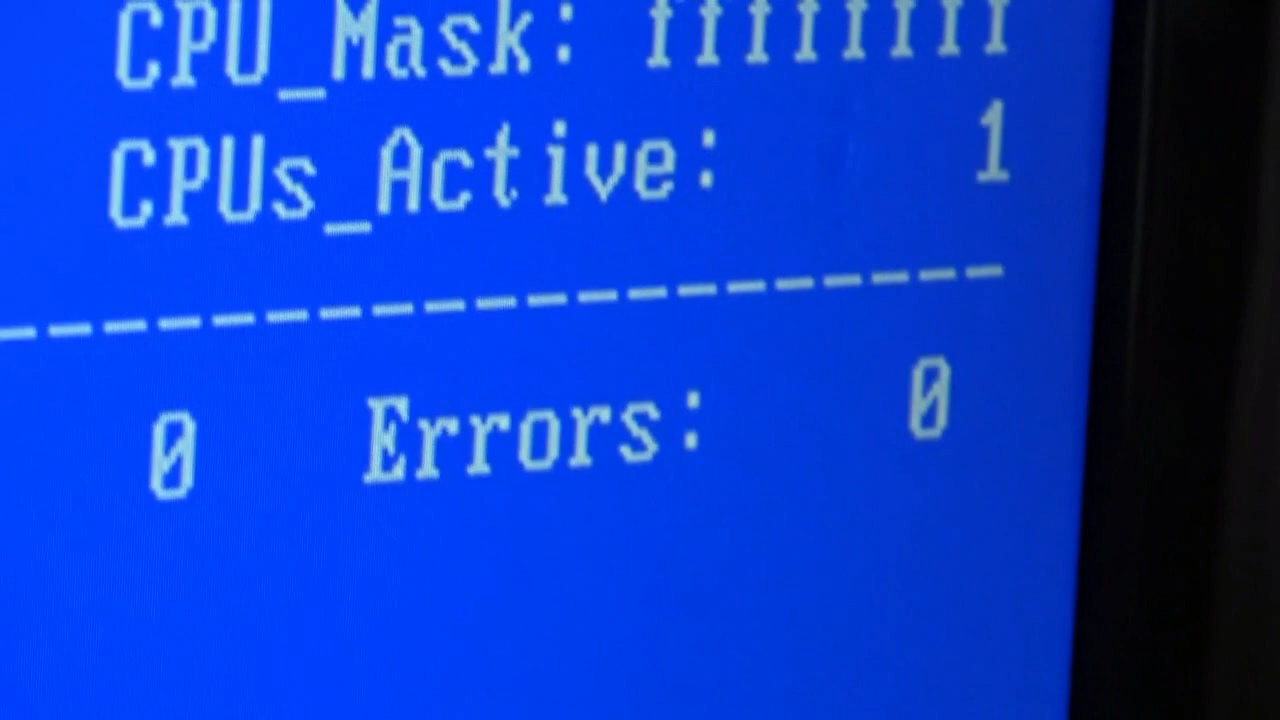 CPU_Mask: ffffffff
CPUs_Active: 1
--------------------
0 Errors: 0